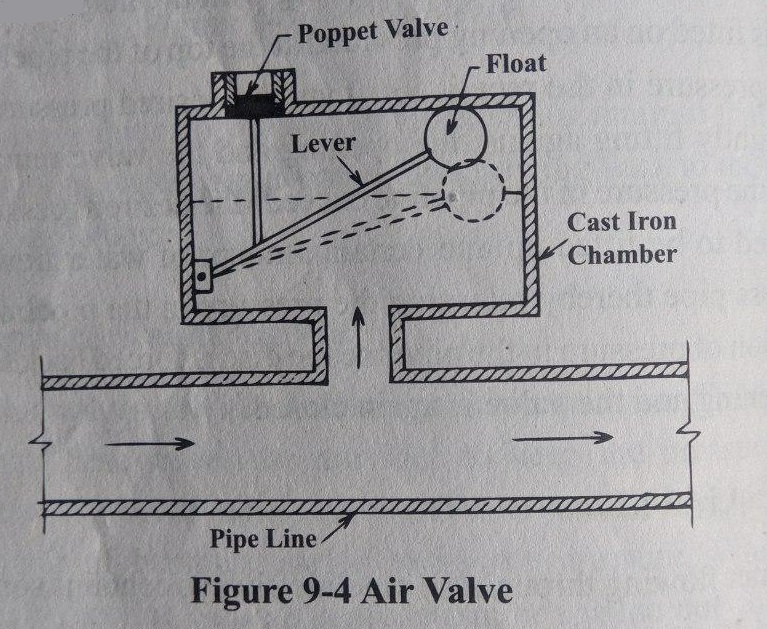 Poppet Valve
Float
Lever
Cast Iron
Chamber
Pipe Line
Figure 9-4 Air Valve